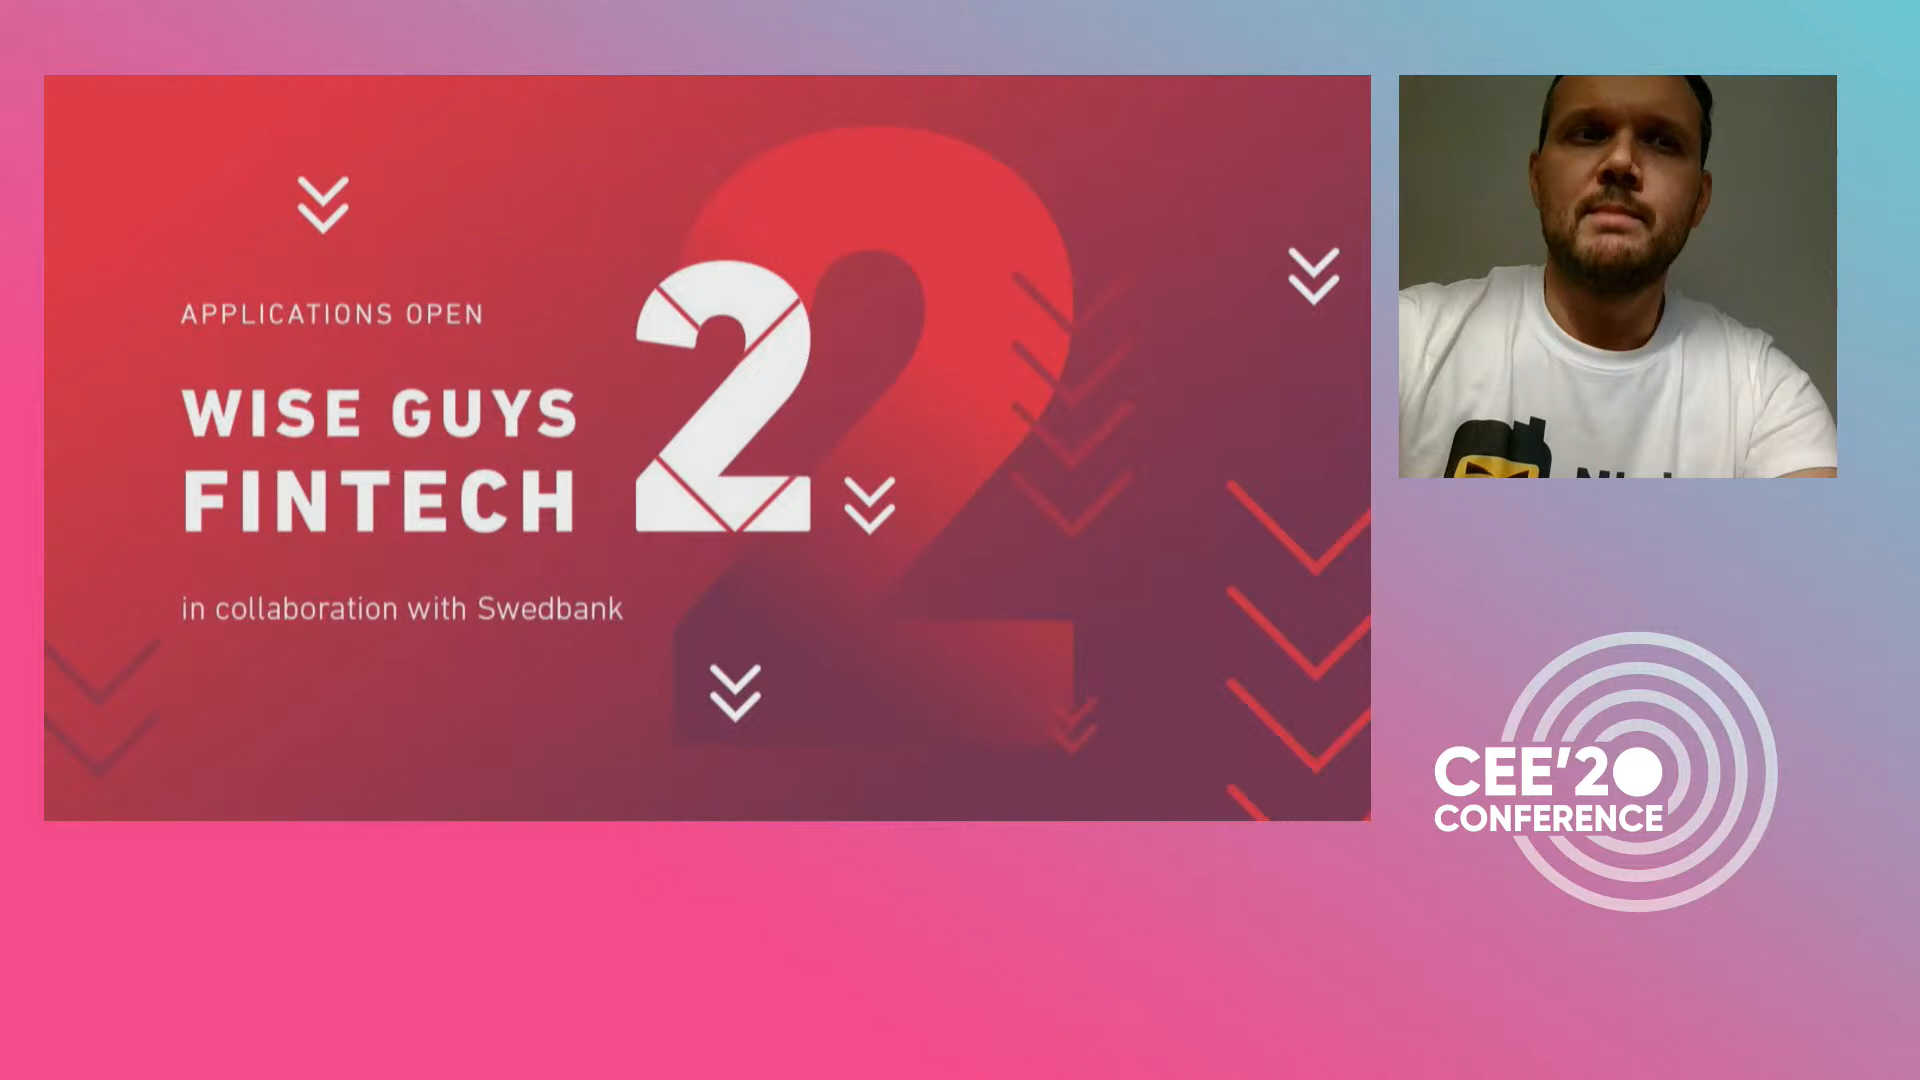 APPLICATIONS OPEN
WISE GUYS
FINTECH 2
in collaboration with Swedbank
CEE'20
CONFERENCE